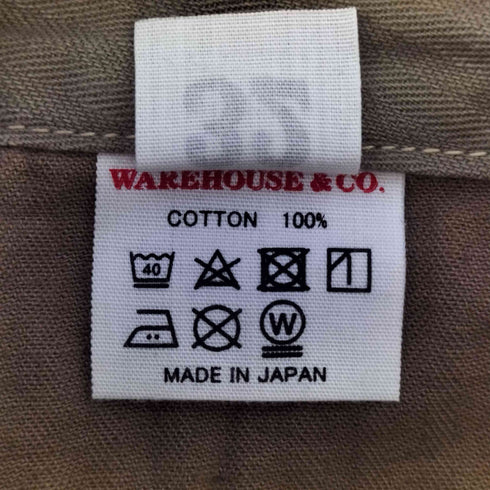 WAREHOUSE & CO.
COTTON 100%
40
W
MADE IN JAPAN